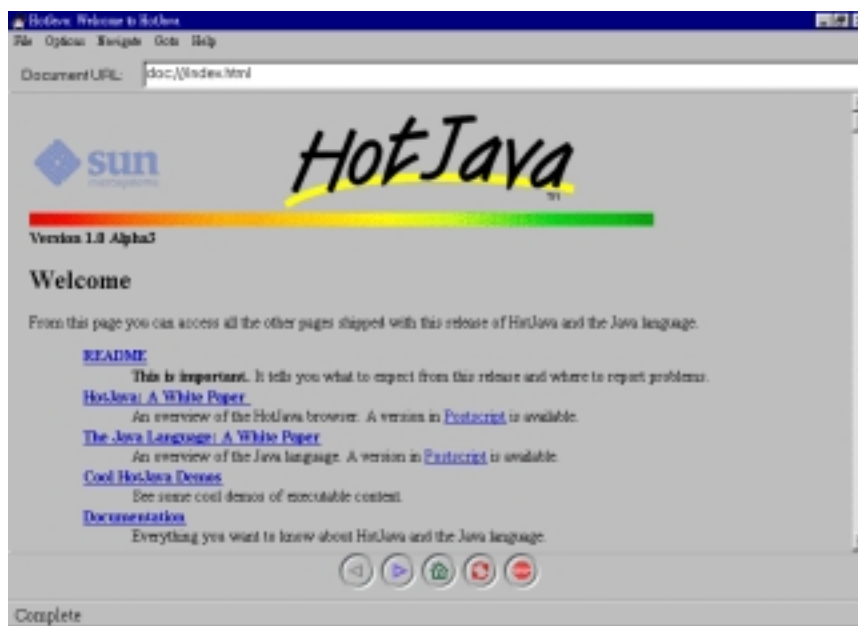 HotJava: Welcome to HotJava
File Options Navigate Goto Help
Document URL: doc://index.html
sun
microsystems
HotJava
TM
Version 1.0 Alpha3
Welcome
From this page you can access all the other pages shipped with this release of HotJava and the Java language.
README
This is important. It tells you what to expect from this release and where to report problems.
HotJava: A White Paper
An overview of the HotJava browser. A version in Postscript is available.
The Java Language: A White Paper
An overview of the Java language. A version in Postscript is available.
Cool HotJava Demos
See some cool demos of executable content.
Documentation
Everything you want to know about HotJava and the Java language.
Complete